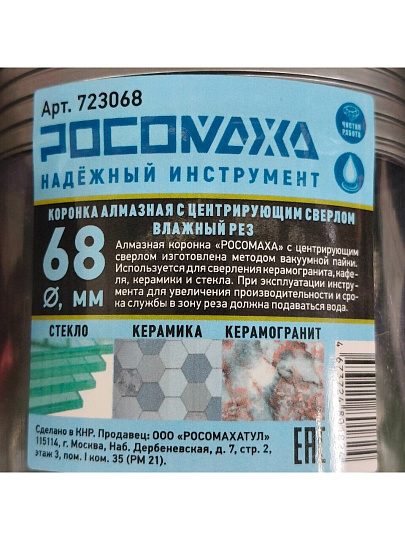 Арт. 723068
ЧИСТАЯ РАБОТА
РОСОМАХА
НАДЁЖНЫЙ ИНСТРУМЕНТ
КОРОНКА АЛМАЗНАЯ С ЦЕНТРИРУЮЩИМ СВЕРЛОМ
ВЛАЖНЫЙ РЕЗ
68
Ø, ММ
Алмазная коронка «РОСОМАХА» с центрирующим
сверлом изготовлена методом вакуумной пайки.
Используется для сверления керамогранита, кафе-
ля, керамики и стекла. При эксплуатации инстру-
мента для увеличения производительности и сро-
ка службы в зону реза должна подаваться вода.
СТЕКЛО КЕРАМИКА КЕРАМОГРАНИТ
Сделано в КНР. Продавец: ООО «РОСОМАХАТУЛ»
115114, г. Москва, Наб. Дербеневская, д. 7, стр. 2,
этаж 3, пом. I ком. 35 (РМ 21).
EAC